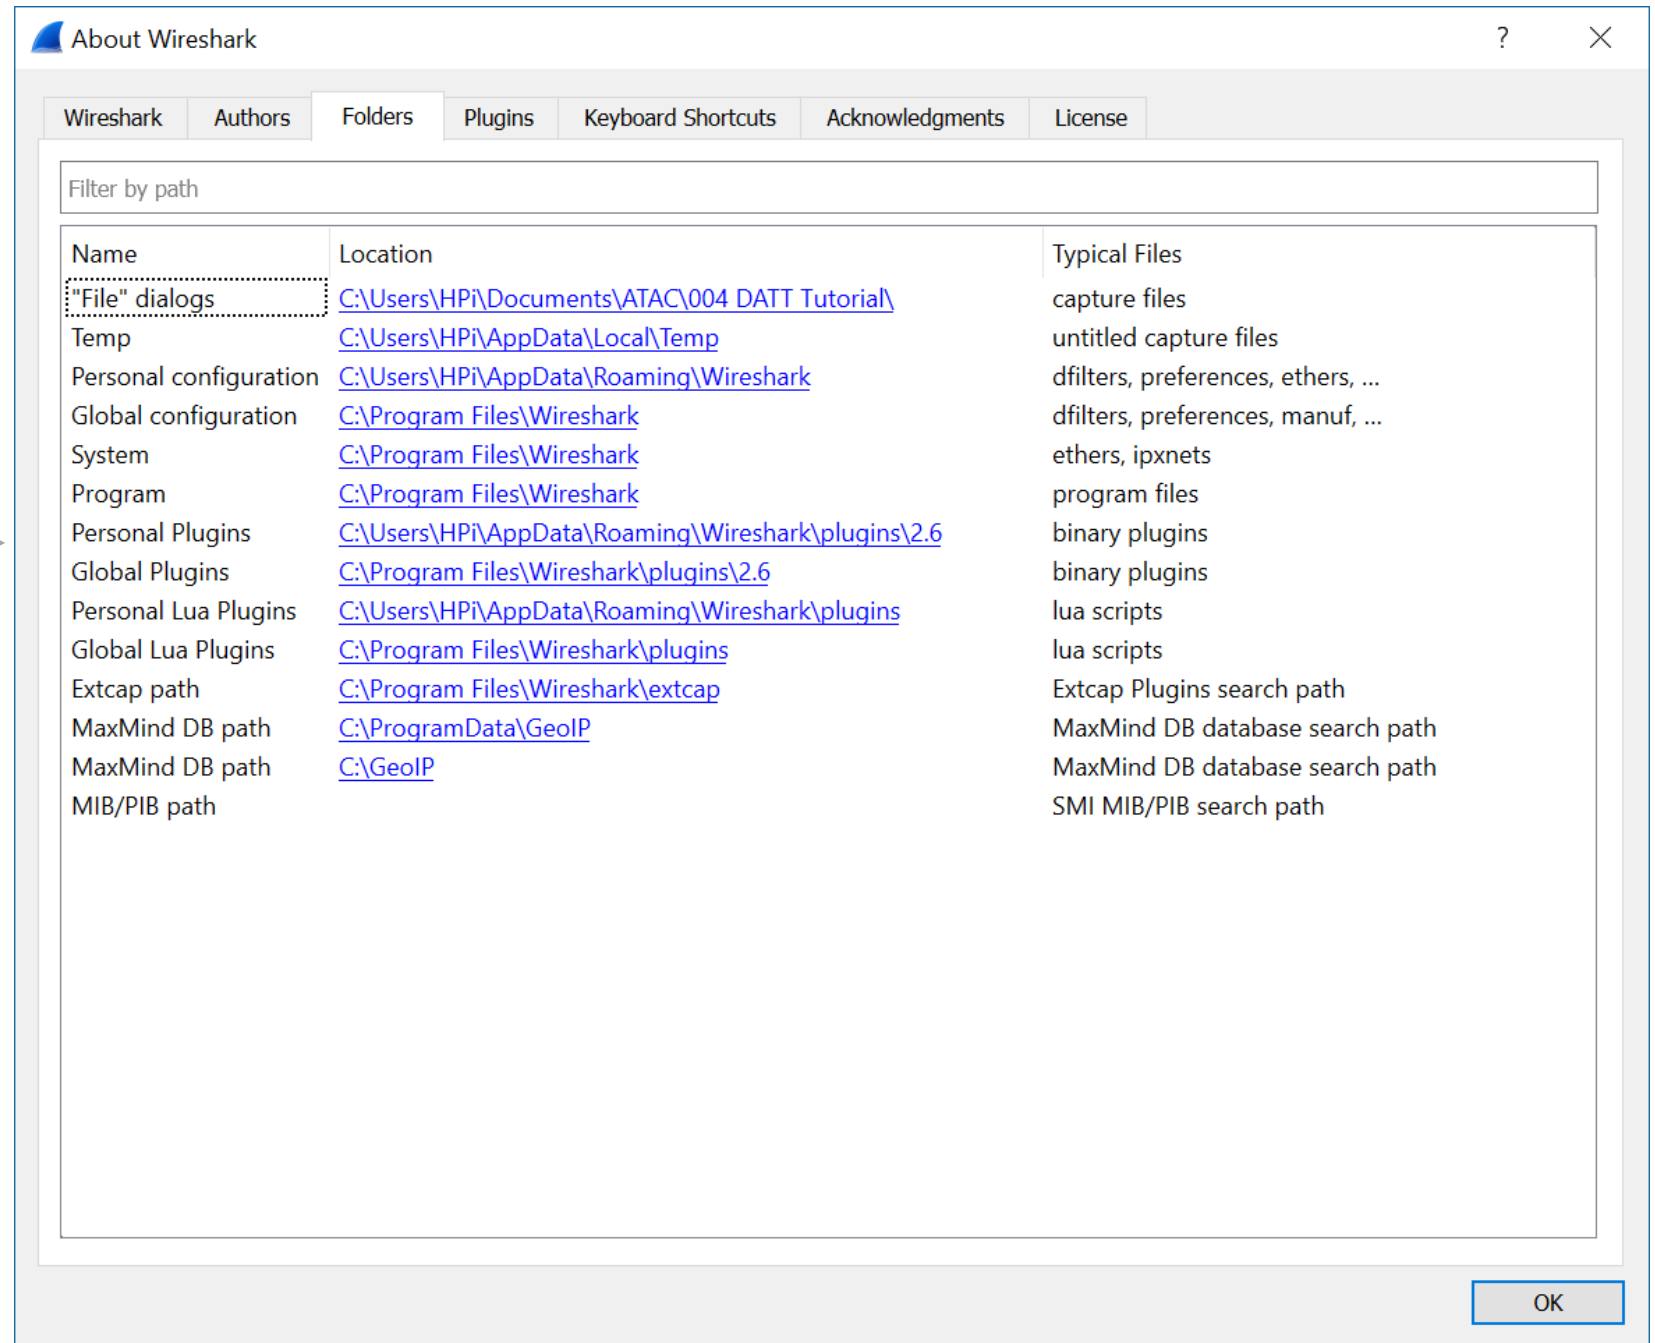 About Wireshark ?
Wireshark Authors Folders Plugins Keyboard Shortcuts Acknowledgments License
Filter by path
Name Location Typical Files
"File" dialogs C:\Users\HPi\Documents\ATAC\004 DATT Tutorial\ capture files
Temp C:\Users\HPi\AppData\Local\Temp untitled capture files
Personal configuration C:\Users\HPi\AppData\Roaming\Wireshark dfilters, preferences, ethers, ...
Global configuration C:\Program Files\Wireshark dfilters, preferences, manuf, ...
System C:\Program Files\Wireshark ethers, ipxnets
Program C:\Program Files\Wireshark program files
Personal Plugins C:\Users\HPi\AppData\Roaming\Wireshark\plugins\2.6 binary plugins
Global Plugins C:\Program Files\Wireshark\plugins\2.6 binary plugins
Personal Lua Plugins C:\Users\HPi\AppData\Roaming\Wireshark\plugins lua scripts
Global Lua Plugins C:\Program Files\Wireshark\plugins lua scripts
Extcap path C:\Program Files\Wireshark\extcap Extcap Plugins search path
MaxMind DB path C:\ProgramData\GeoIP MaxMind DB database search path
MaxMind DB path C:\GeoIP MaxMind DB database search path
MIB/PIB path SMI MIB/PIB search path
OK